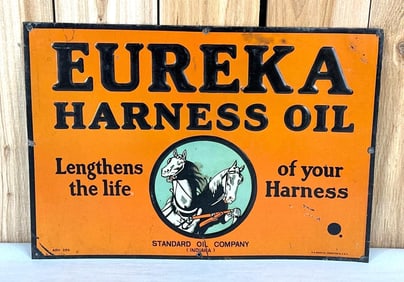 EUREKA
HARNESS OIL
Lengthens
the life
of your
Harness
STANDARD OIL COMPANY
(INDIANA)